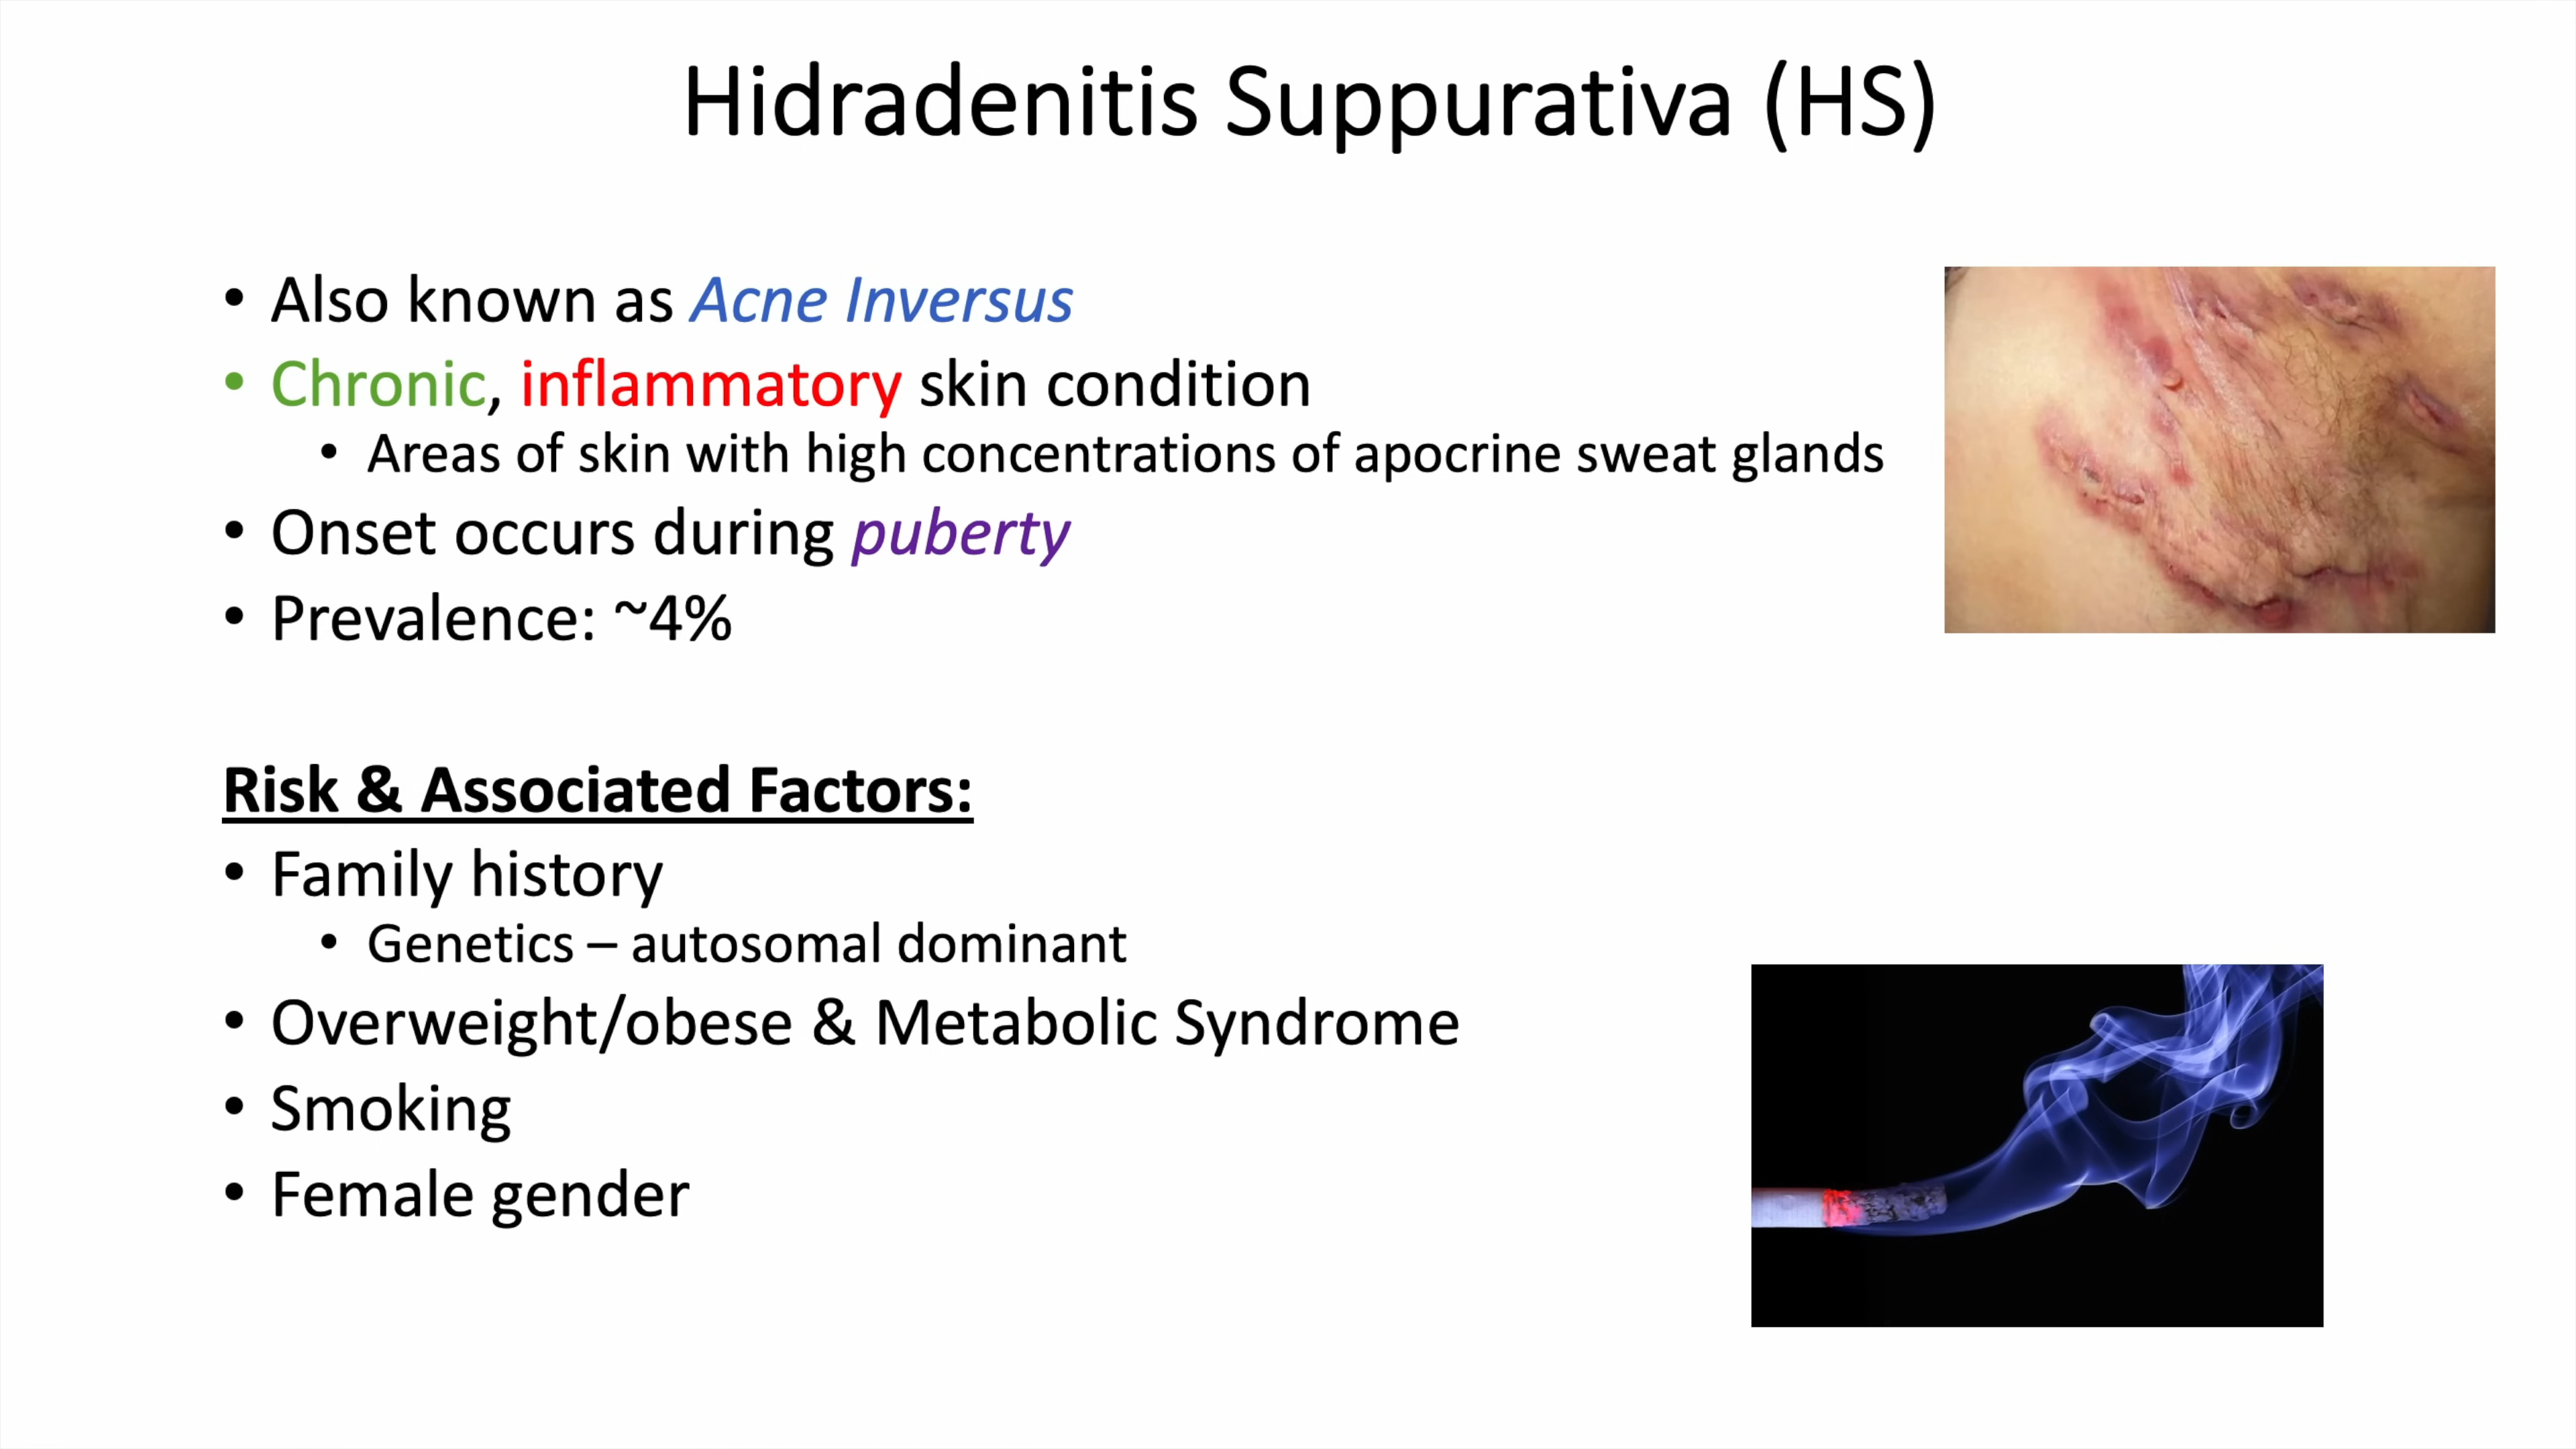 Hidradenitis Suppurativa (HS)
• Also known as Acne Inversus
• Chronic, inflammatory skin condition
• Areas of skin with high concentrations of apocrine sweat glands
• Onset occurs during puberty
• Prevalence: ~4%
Risk & Associated Factors:
• Family history
• Genetics – autosomal dominant
• Overweight/obese & Metabolic Syndrome
• Smoking
• Female gender